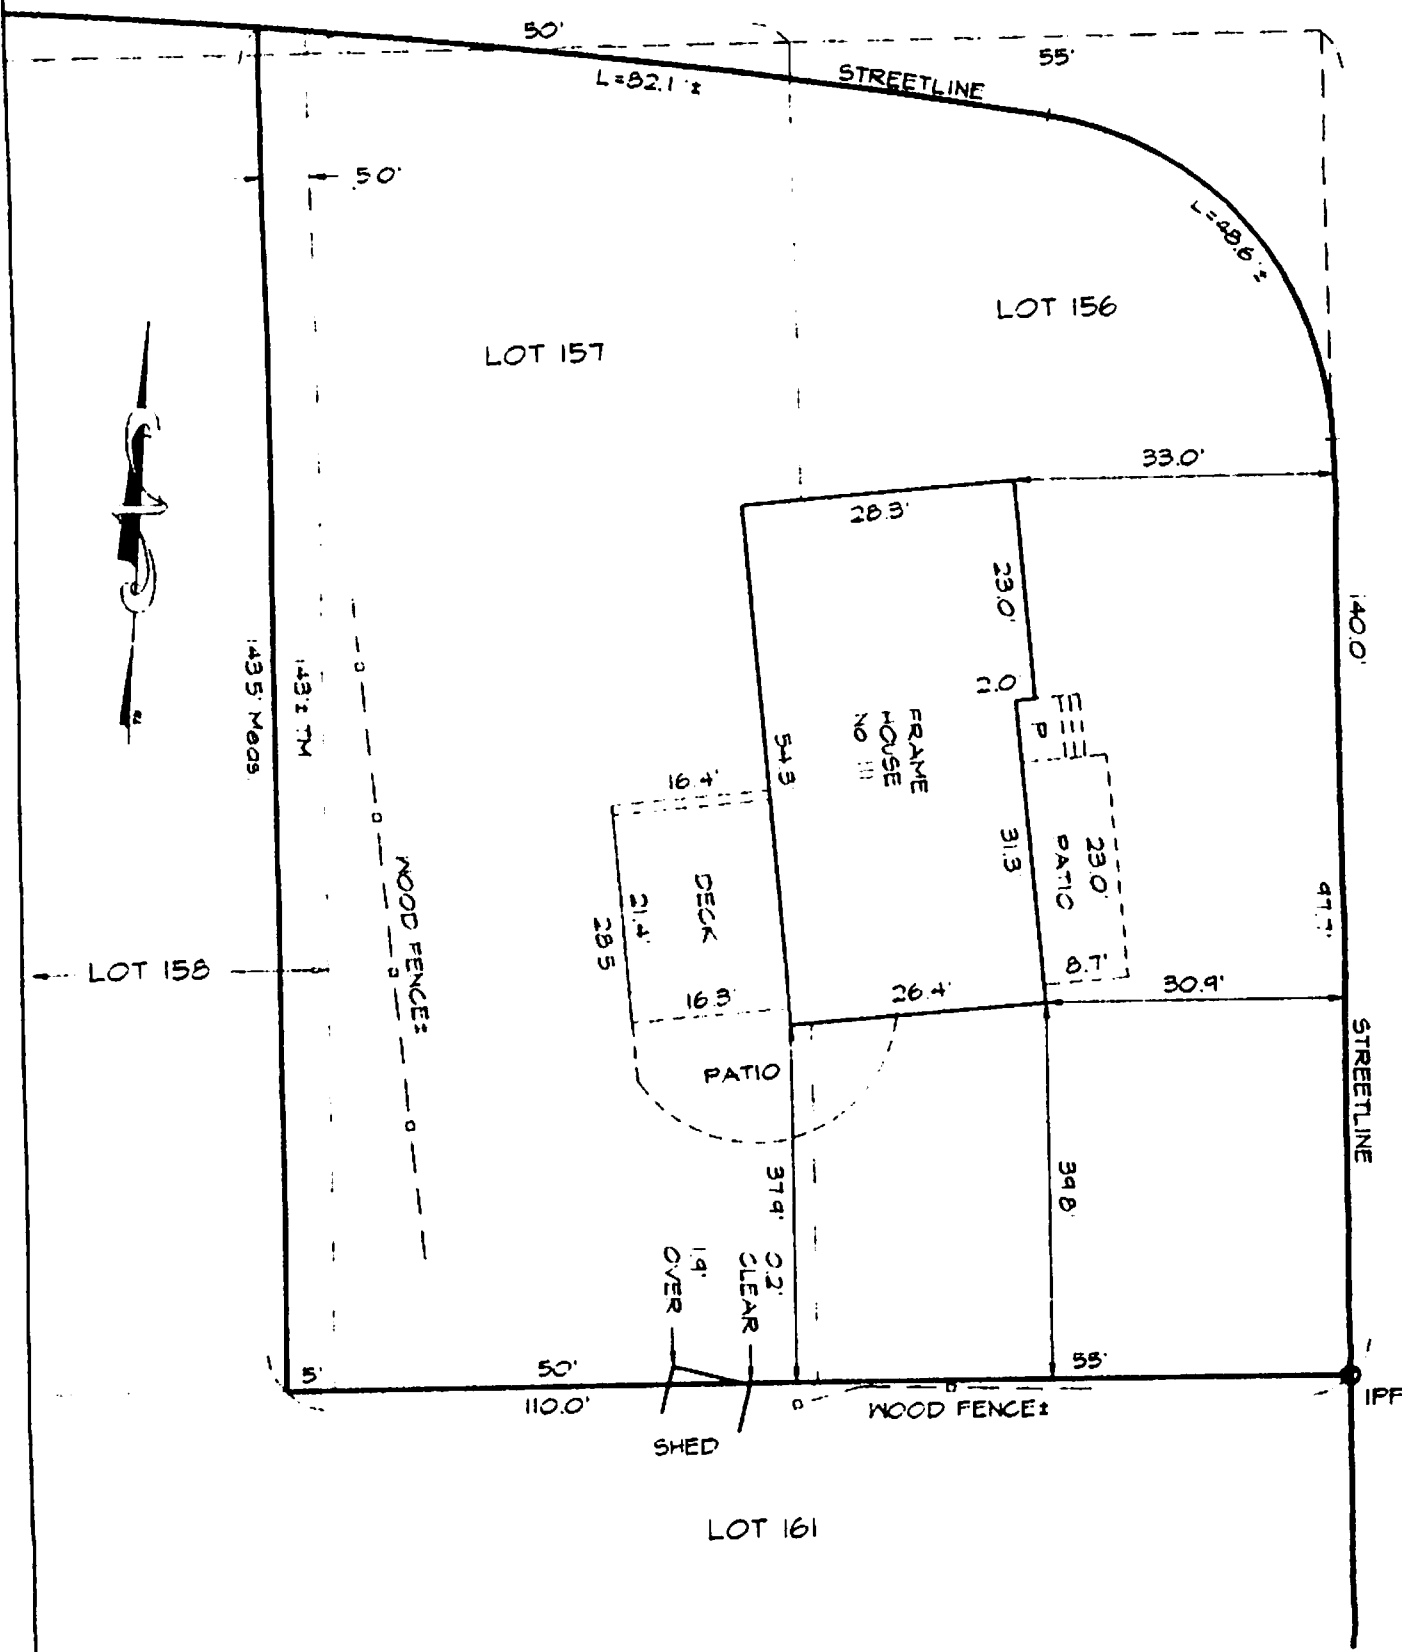 50'
55'
STREETLINE
L=82.1'±
50'
L=48.6'±
LOT 156
LOT 157
33.0'
28.3'
23.0'
140.0'
2.0
143.5' Meas.
143± TM
FRAME
HOUSE
NO 111
P
54.3
16.4'
31.3
23.0'
PATIO
DECK
21.4'
28.5
WOOD FENCE±
97.7'
LOT 158
8.7'
26.4'
30.9'
16.3'
PATIO
STREETLINE
37.9'
39.8'
0.2'
CLEAR
1.9'
OVER
5'
50'
55'
110.0'
WOOD FENCE±
IPF
SHED
LOT 161